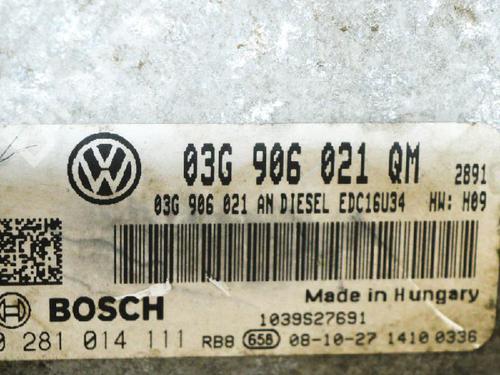 03G 906 021 QM 2891
03G 906 021 AN DIESEL EDC16U34 HW: H09
BOSCH
Made in Hungary
1039S27691
0 281 014 111 RB8 658 08-10-27 1410 0336